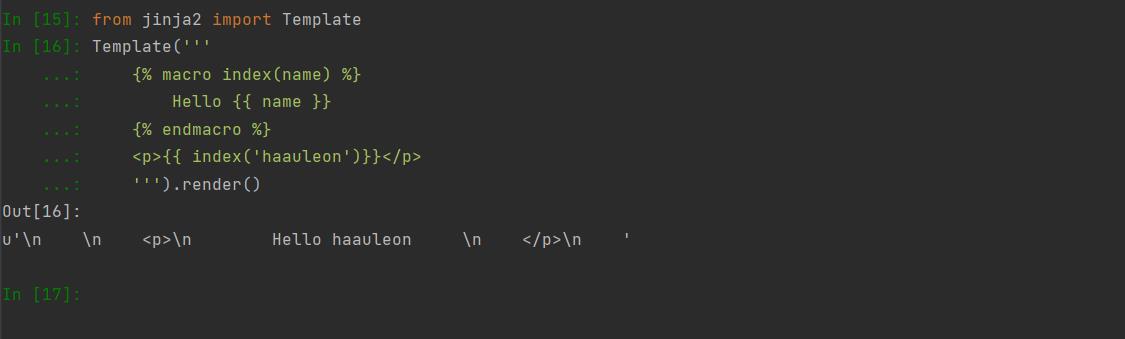 In [15]: from jinja2 import Template
In [16]: Template('''
    ...:     {% macro index(name) %}
    ...:         Hello {{ name }}
    ...:     {% endmacro %}
    ...:     <p>{{ index('haauleon')}}</p>
    ...:     ''').render()
Out[16]:
u'\n    \n    <p>\n        Hello haauleon     \n    </p>\n    '
In [17]: